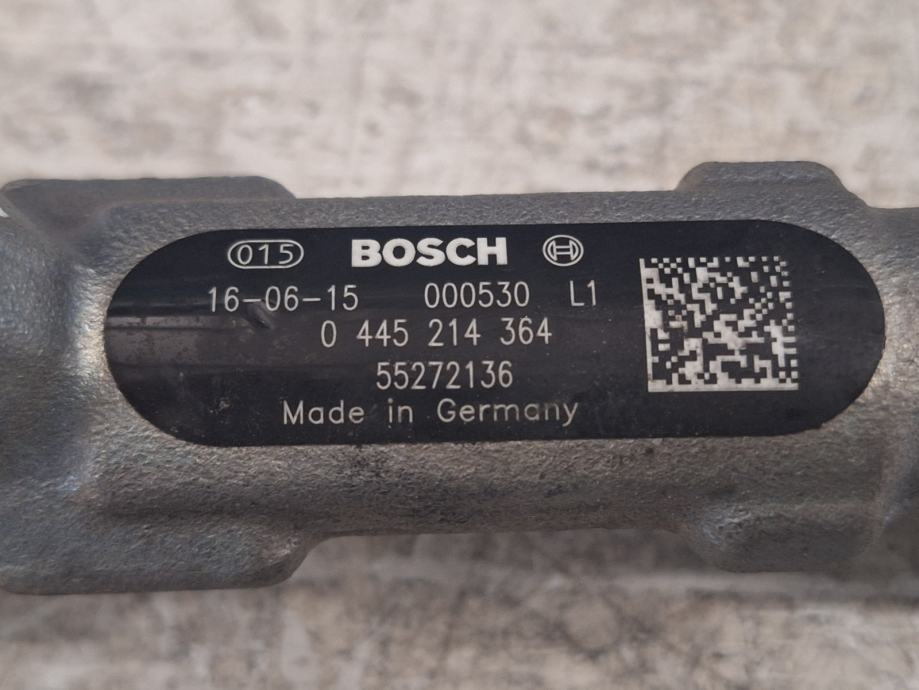 015 BOSCH
16-06-15 000530 L1
0 445 214 364
55272136
Made in Germany